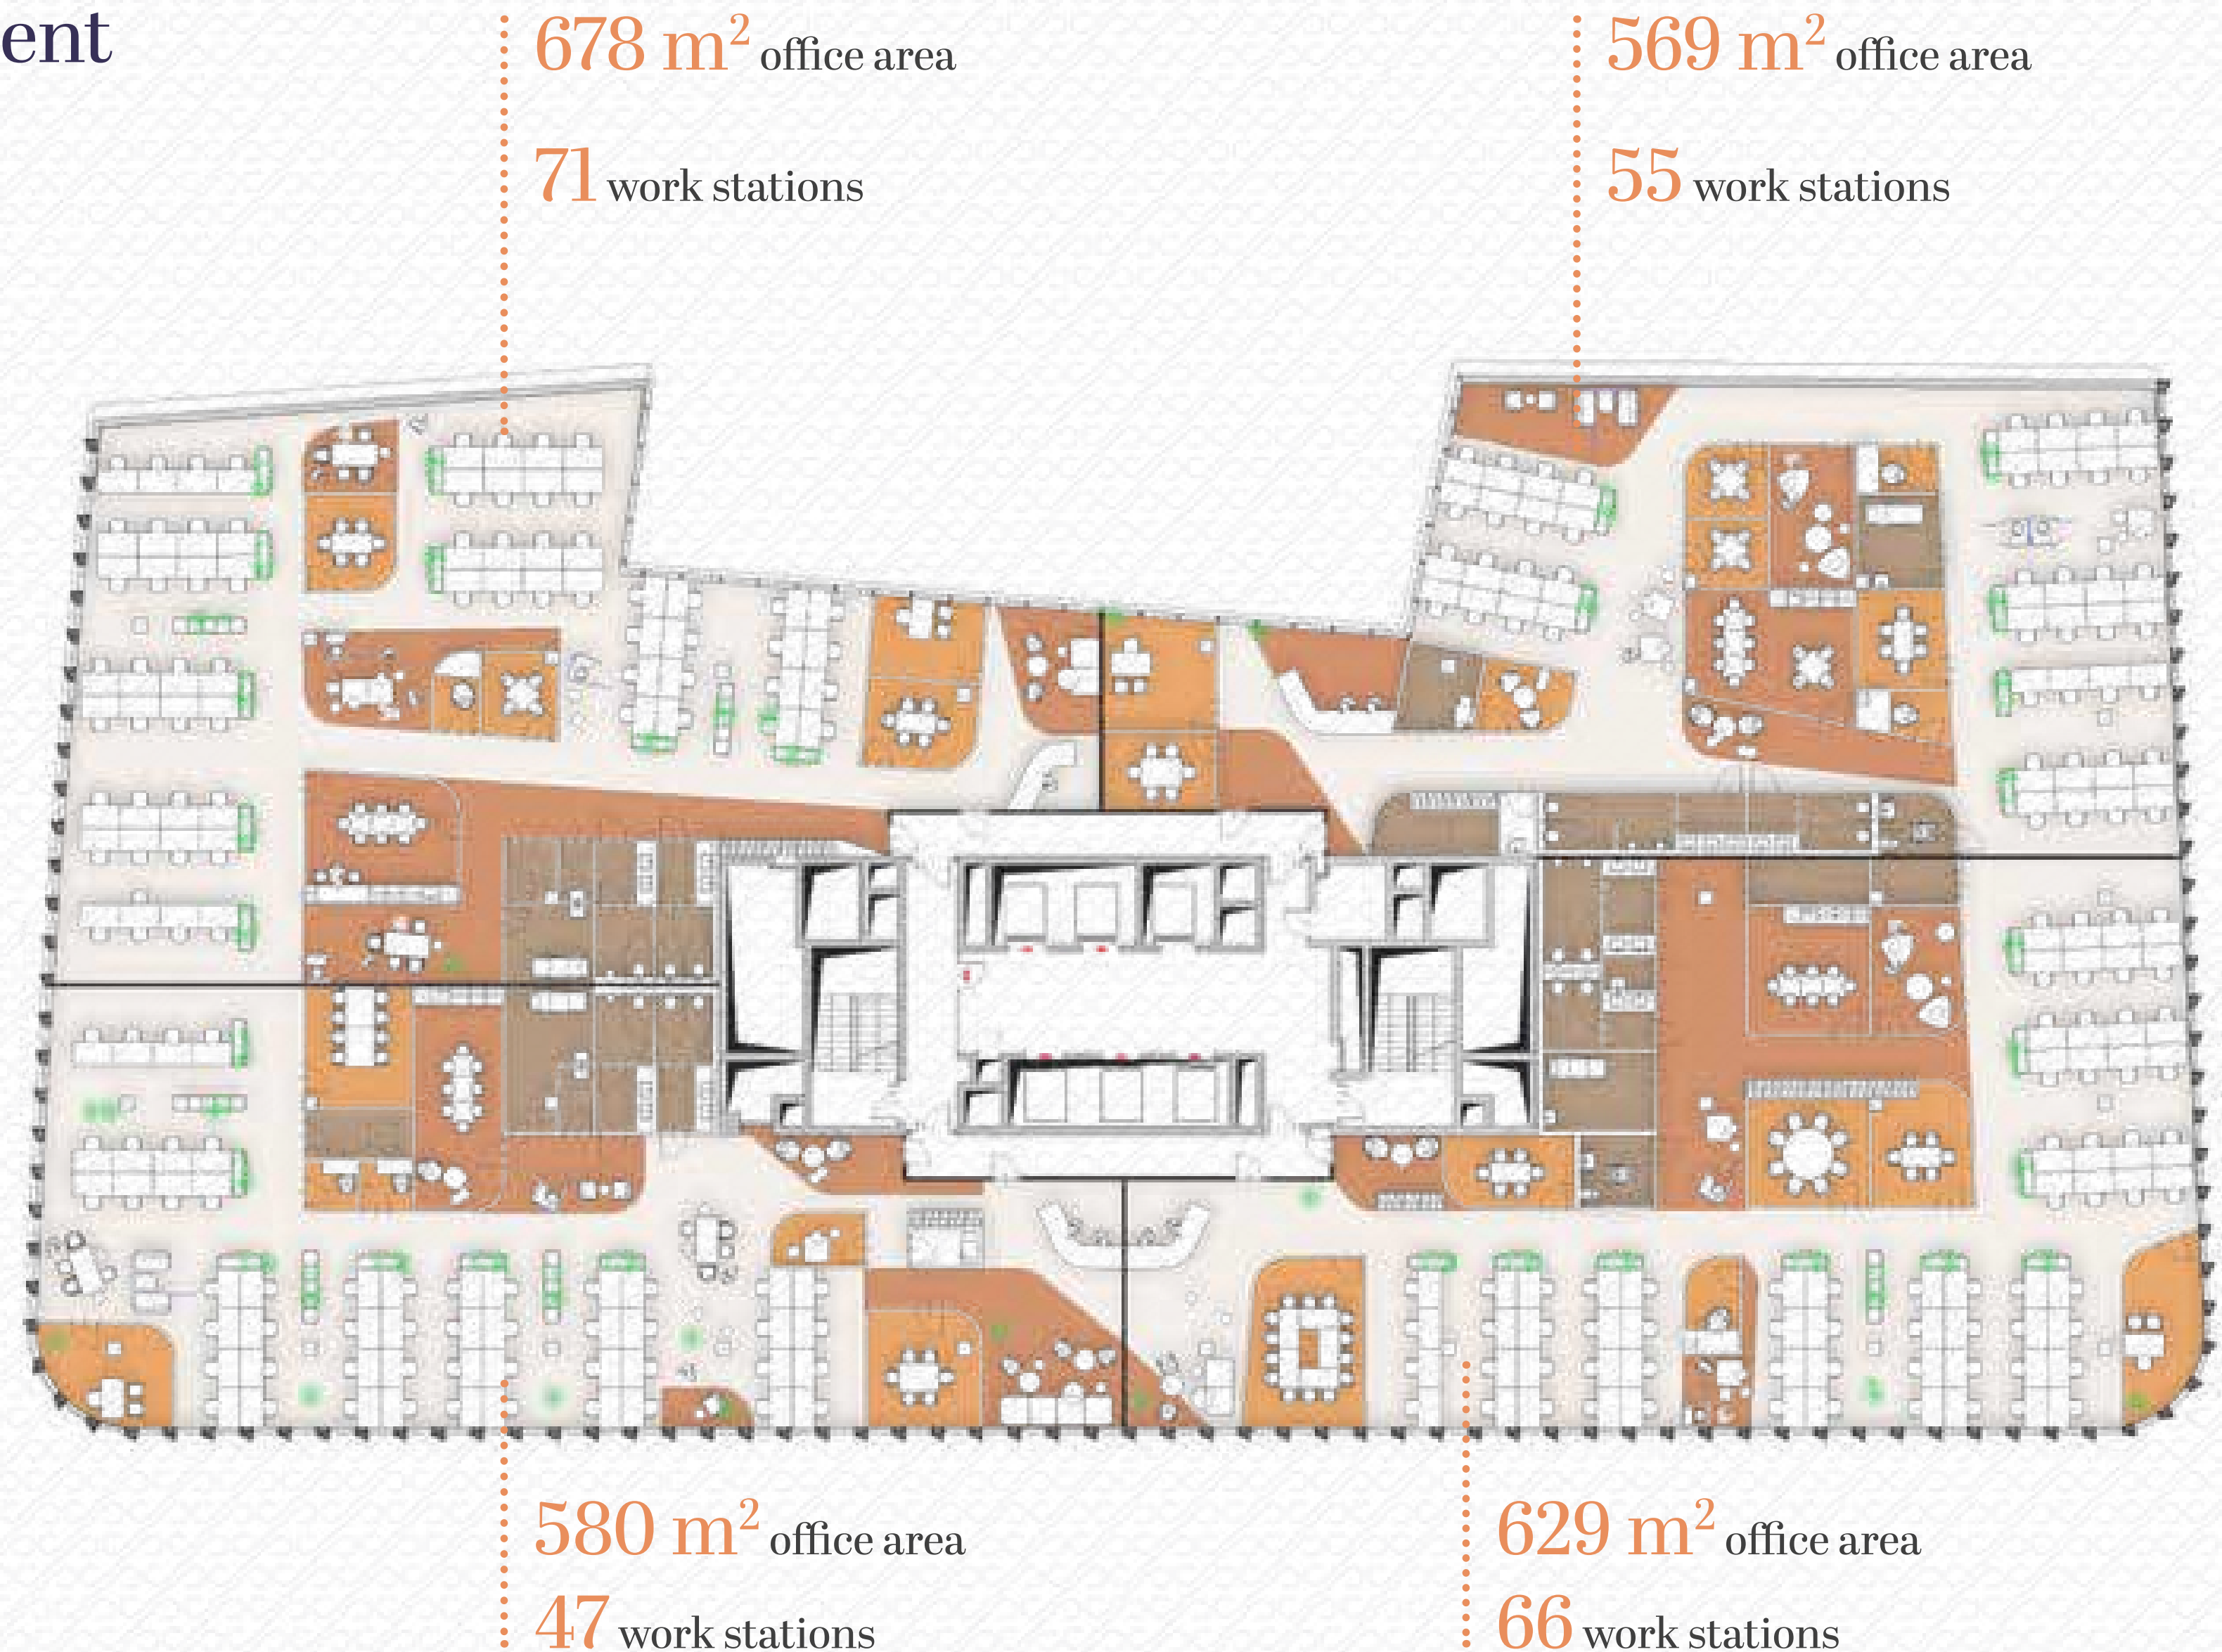 ent
678 m² office area
71 work stations
569 m² office area
55 work stations
580 m² office area
47 work stations
629 m² office area
66 work stations